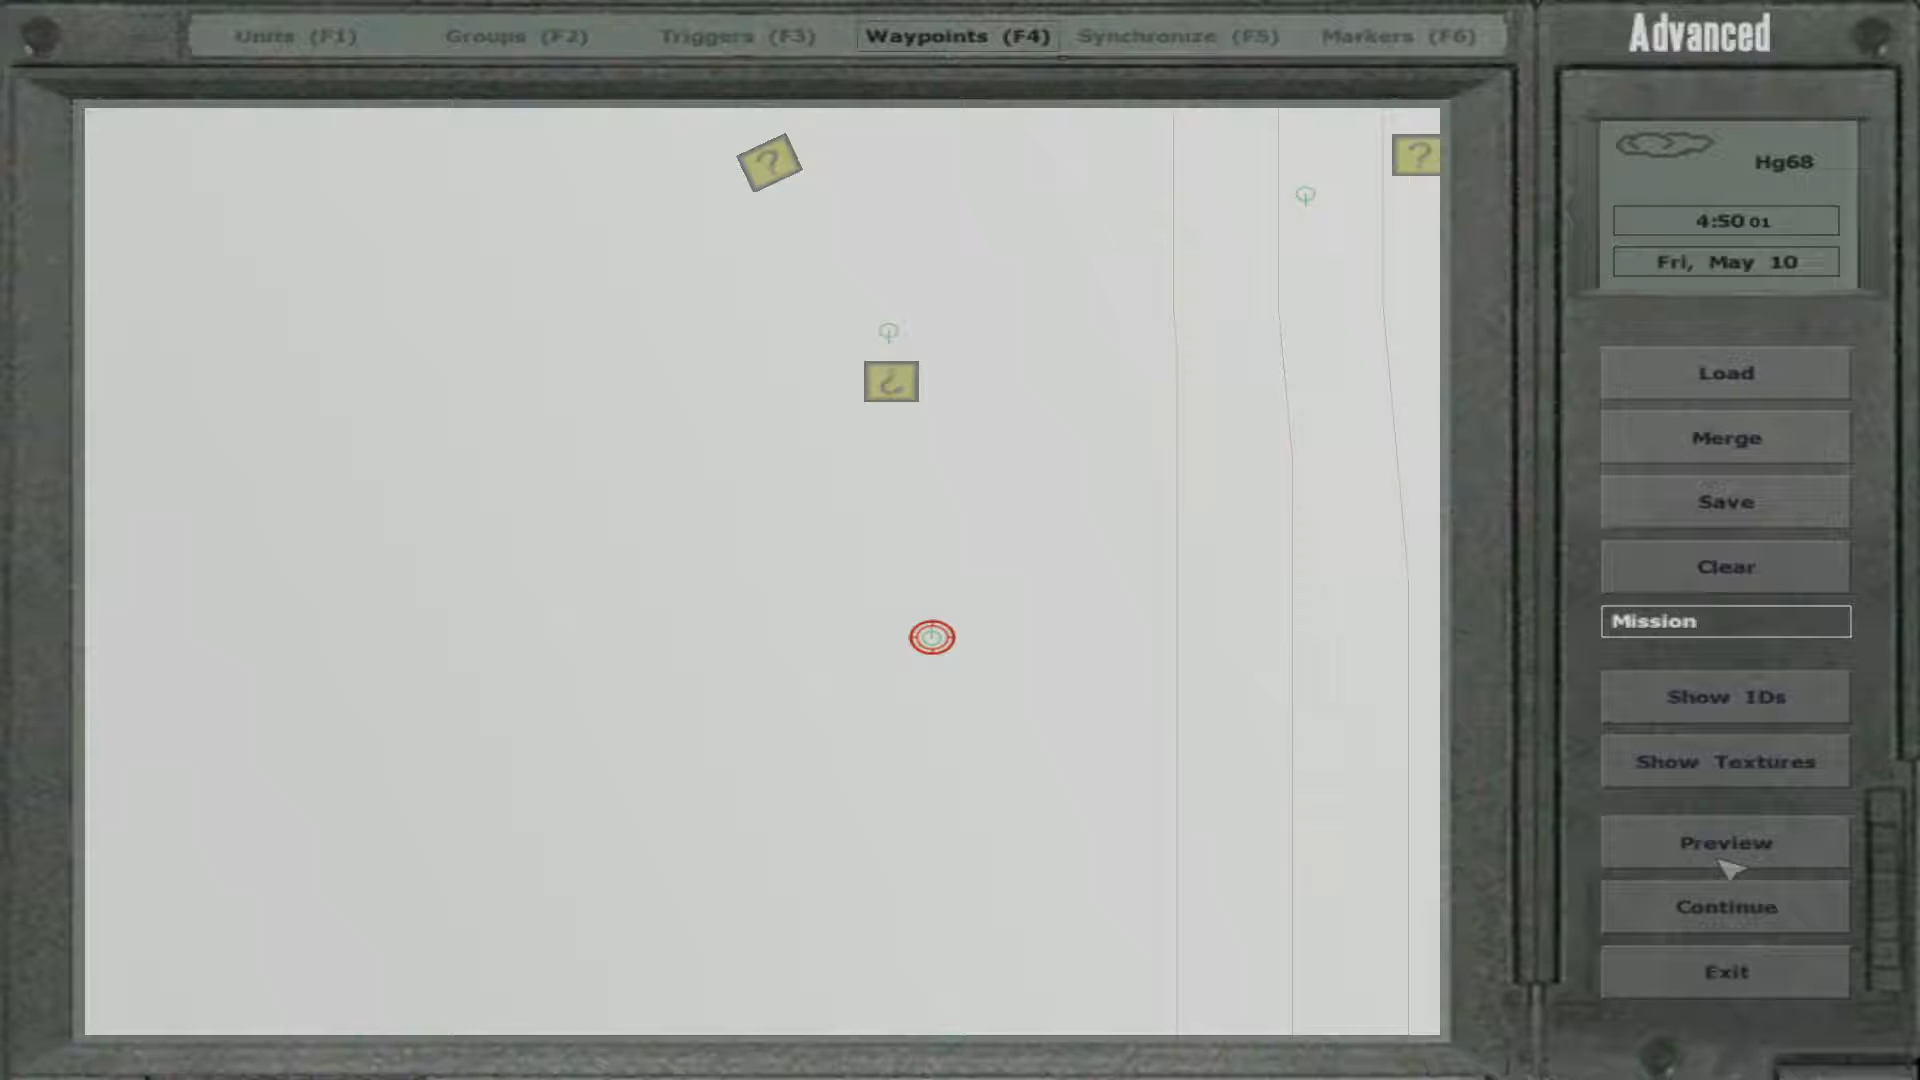 Units (F1) Groups (F2) Triggers (F3) Waypoints (F4) Synchronize (F5) Markers (F6)
Advanced
?
?
?
Hg68
4:50 01
Fri, May 10
Load
Merge
Save
Clear
Mission
Show IDs
Show Textures
Preview
Continue
Exit